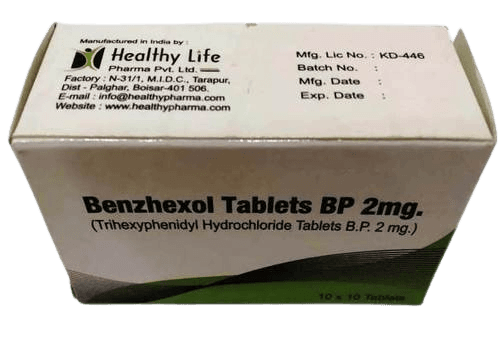 Manufactured in India by :
Healthy Life
Pharma Pvt. Ltd.
Factory : N-31/1, M.I.D.C., Tarapur,
Dist - Palghar, Boisar-401 506.
E-mail : info@healthypharma.com
Website : www.healthypharma.com
Mfg. Lic No. : KD-446
Batch No. :
Mfg. Date :
Exp. Date :
Benzhexol Tablets BP 2mg.
(Trihexyphenidyl Hydrochloride Tablets B.P. 2 mg.)
10 x 10 Tablets